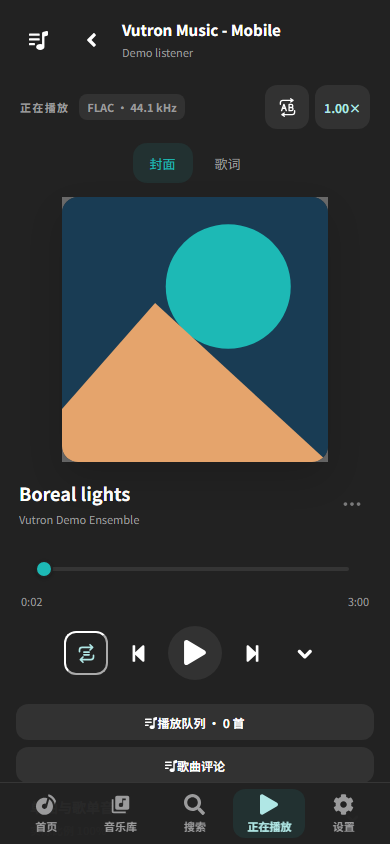 Vutron Music - Mobile
Demo listener
正在播放 FLAC • 44.1 kHz AB 1.00×
封面 歌词
Boreal lights
Vutron Demo Ensemble
0:02 3:00
播放队列 • 0 首
歌曲评论
首页 音乐库 搜索 正在播放 设置